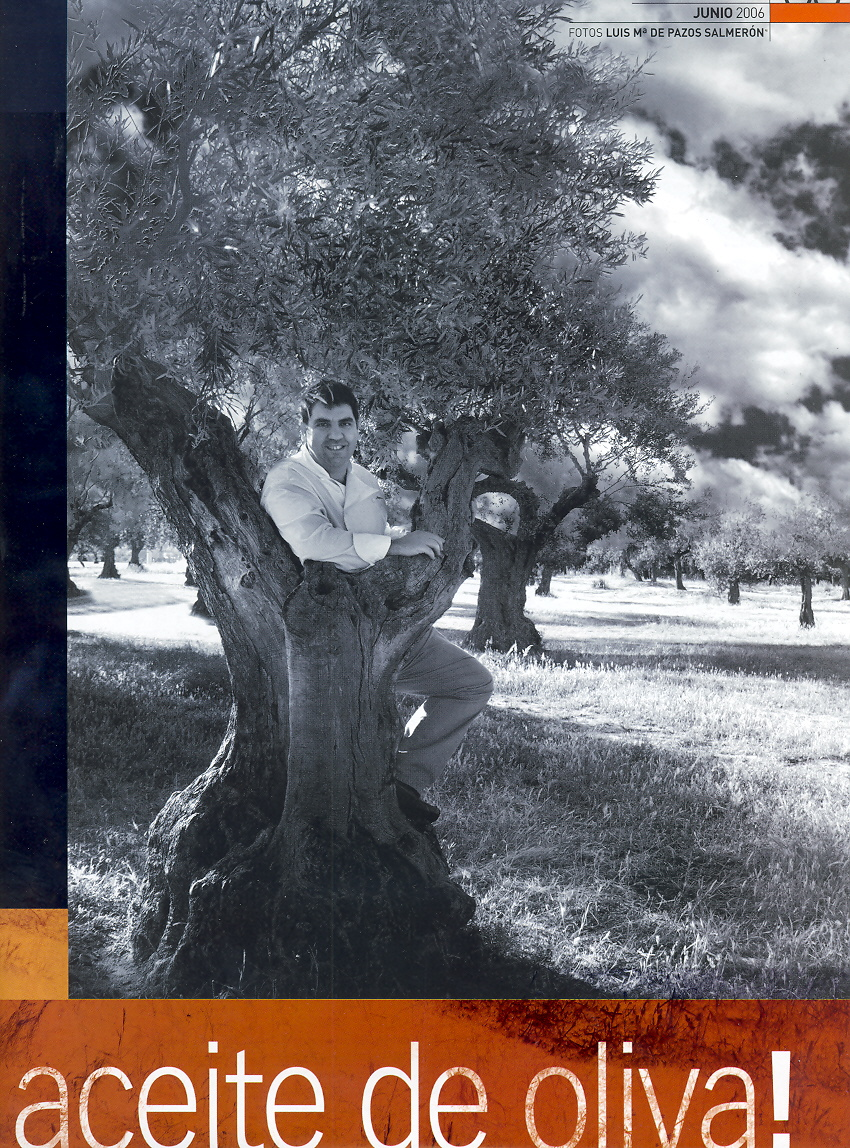 JUNIO 2006
FOTOS LUIS Mª DE PAZOS SALMERÓN
aceite de oliva!